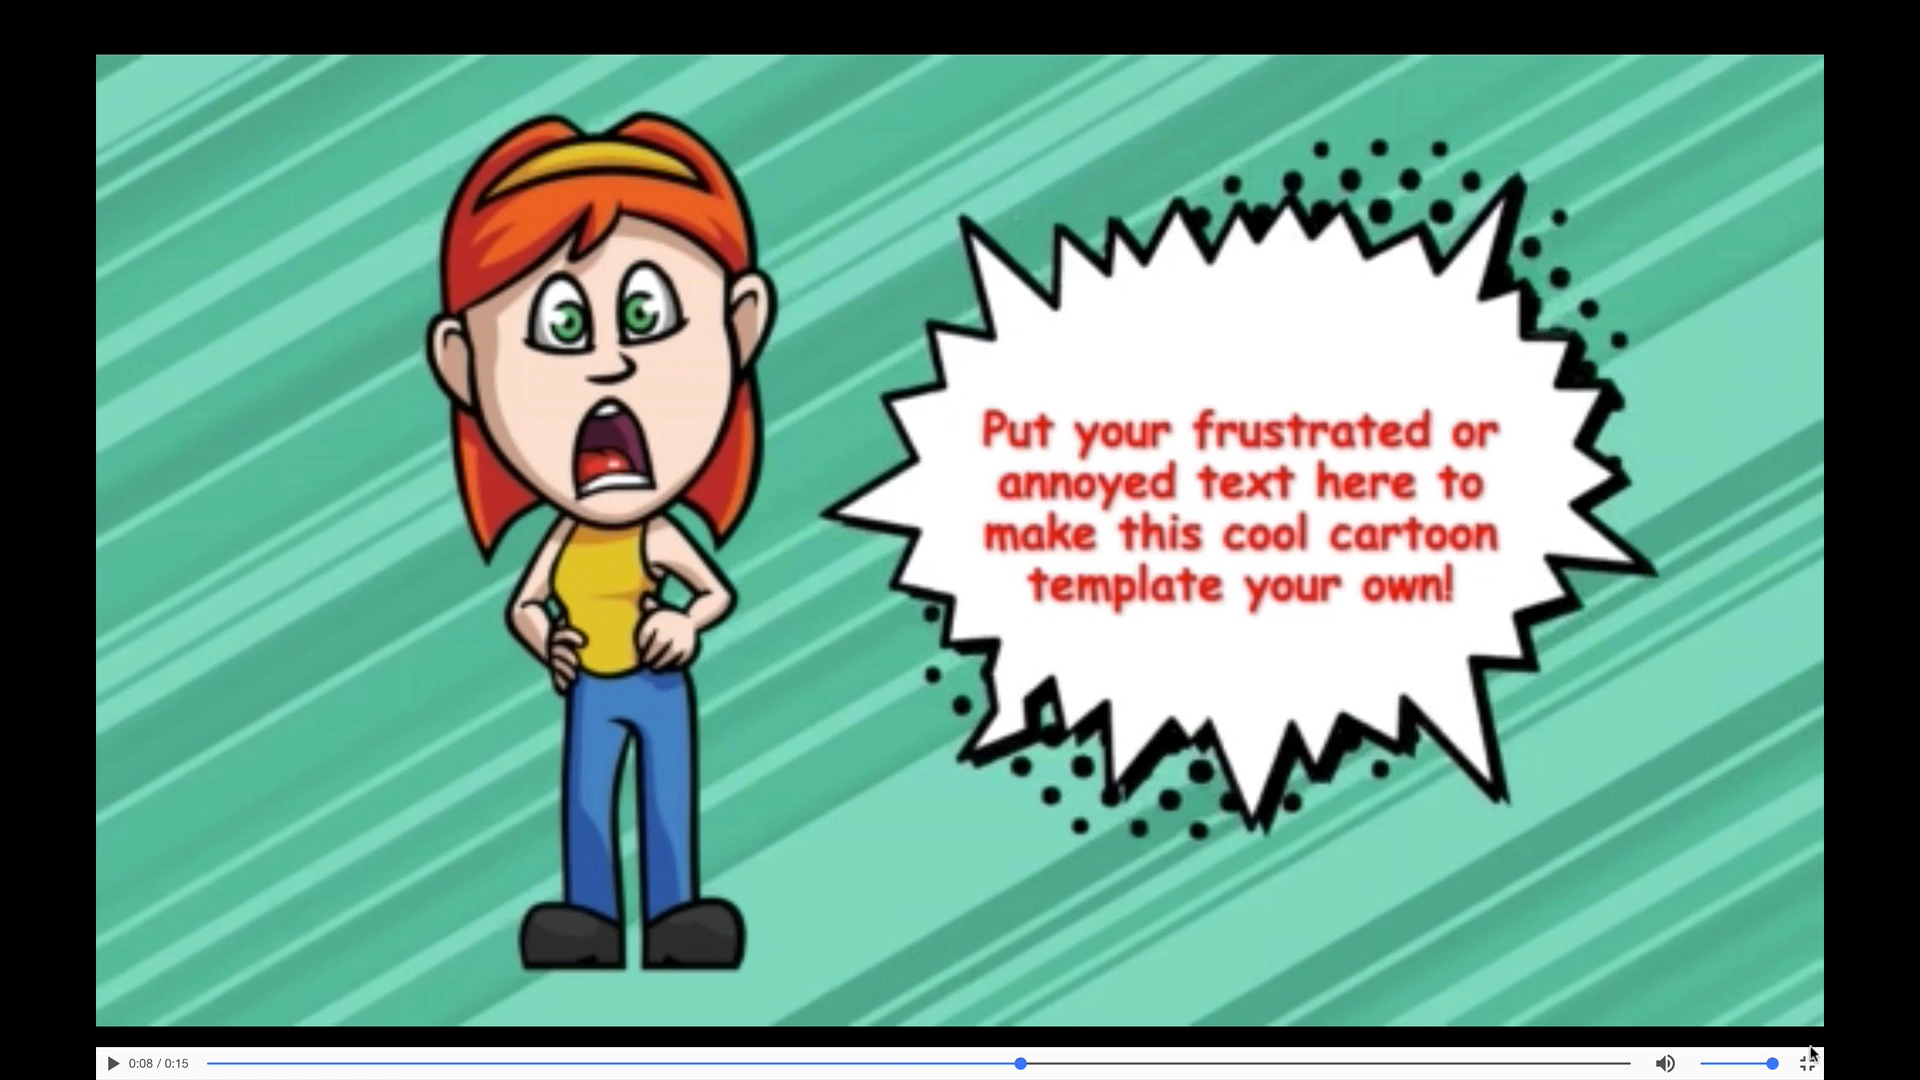 Put your frustrated or
annoyed text here to
make this cool cartoon
template your own!
0:08 / 0:15